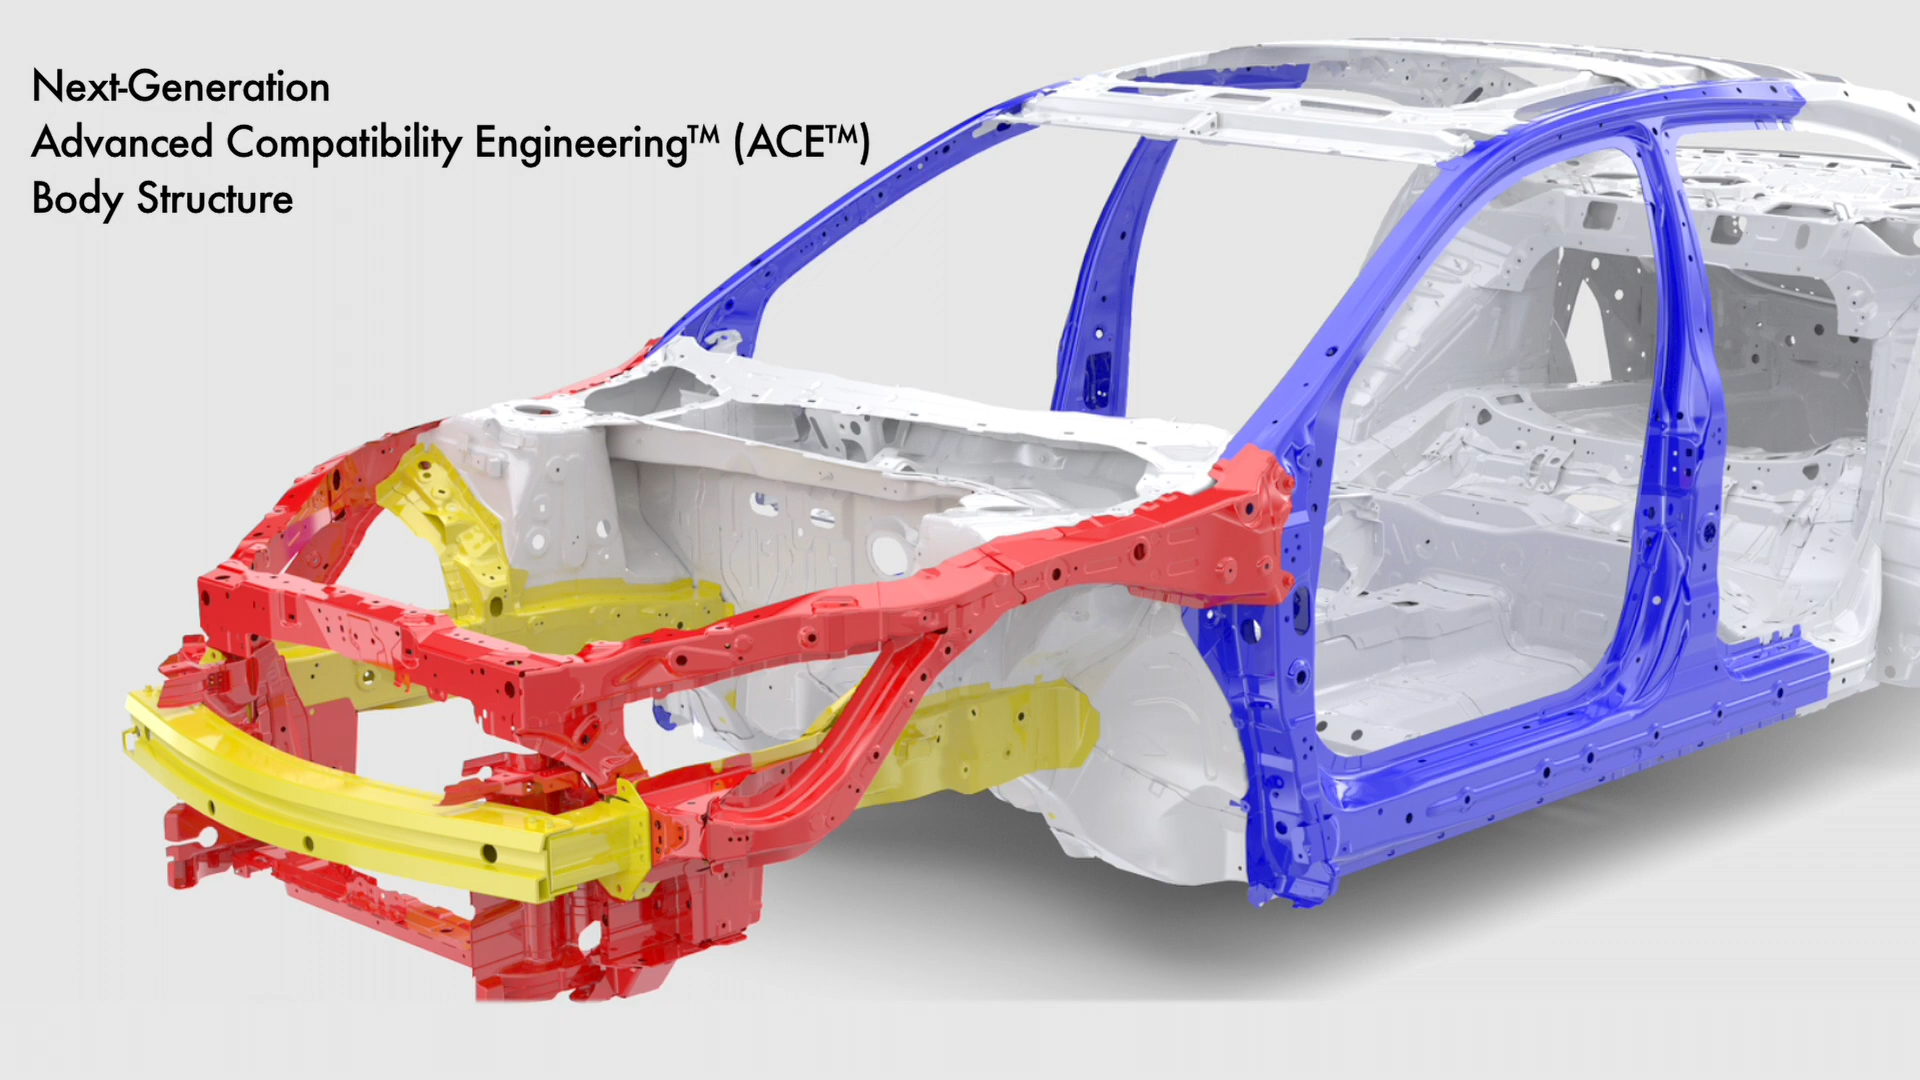 Next-Generation
Advanced Compatibility Engineering™ (ACE™)
Body Structure